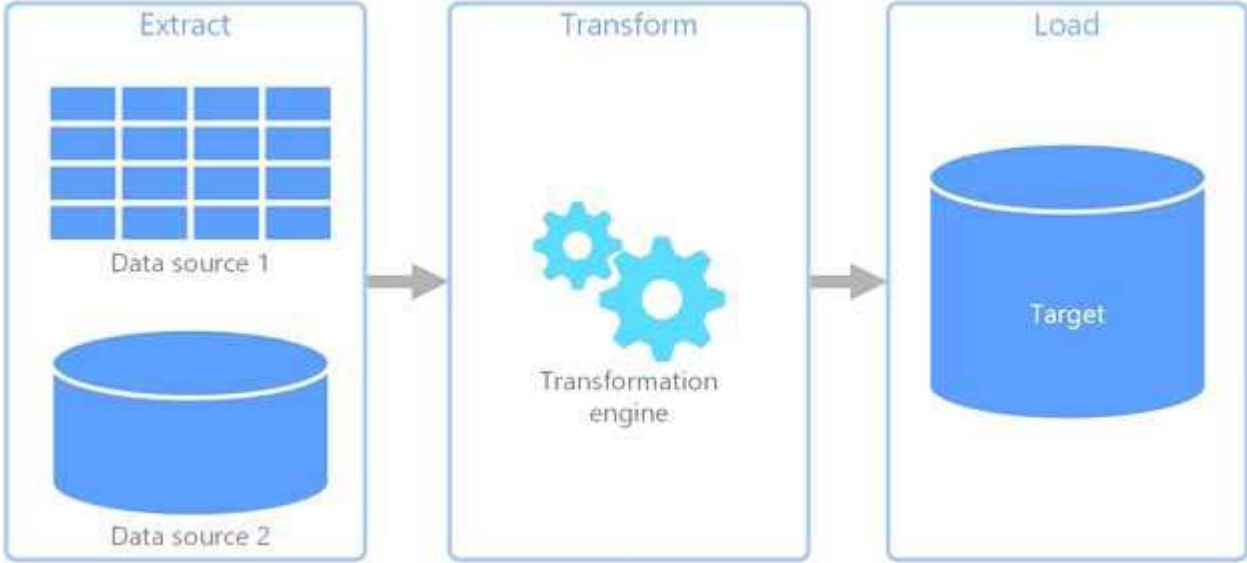 Extract
Data source 1
Data source 2
Transform
Transformation
engine
Load
Target